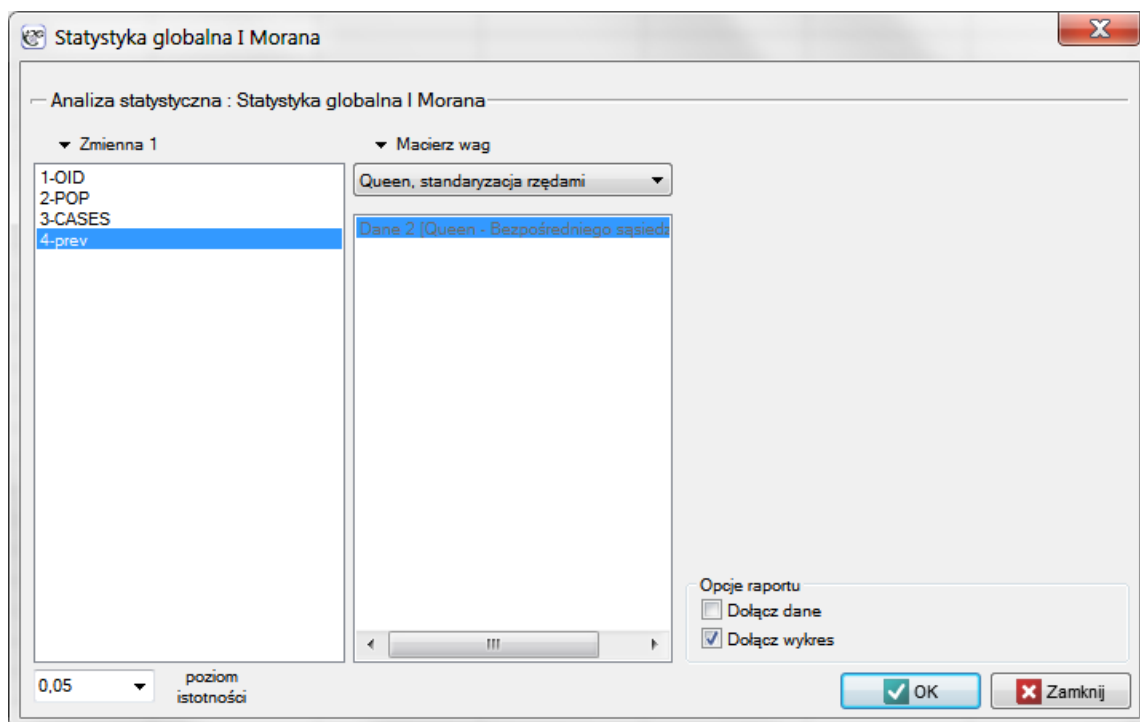 Statystyka globalna I Morana
Analiza statystyczna : Statystyka globalna I Morana
Zmienna 1
Macierz wag
1-OID
2-POP
3-CASES
4-prev
Queen, standaryzacja rzędami
Dane 2 [Queen - Bezpośredniego sąsiedz
Opcje raportu
Dołącz dane
Dołącz wykres
0,05
poziom
istotności
OK
Zamknij